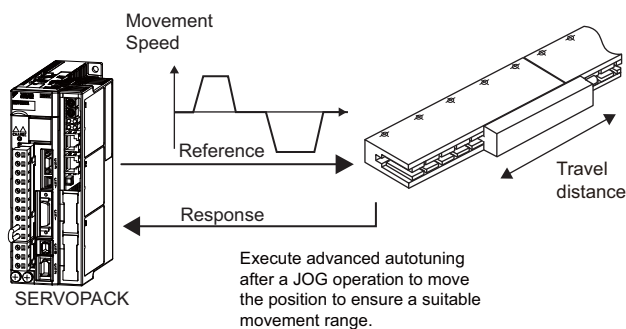 Movement
Speed
Reference
Response
Travel
distance
SERVOPACK
Execute advanced autotuning
after a JOG operation to move
the position to ensure a suitable
movement range.